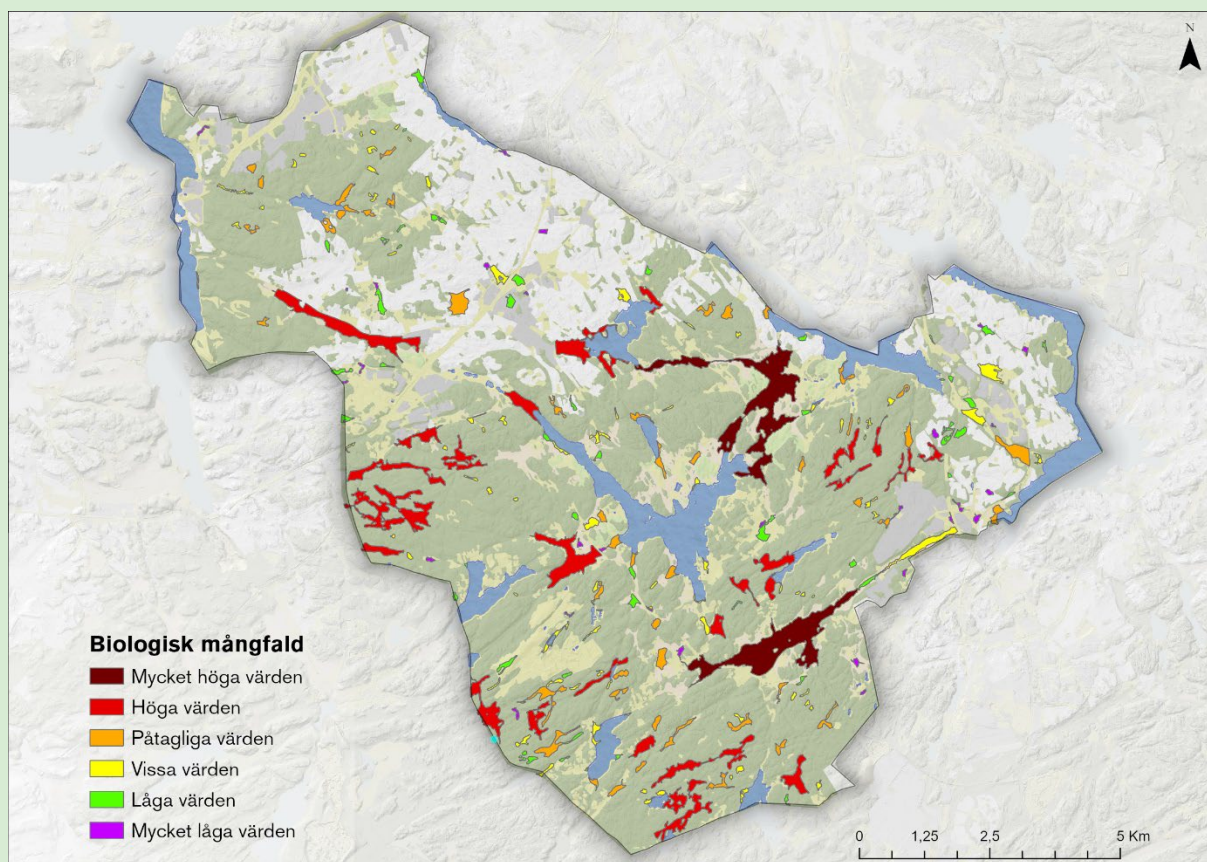 N
Biologisk mångfald
Mycket höga värden
Höga värden
Påtagliga värden
Vissa värden
Låga värden
Mycket låga värden
0 1,25 2,5 5 Km